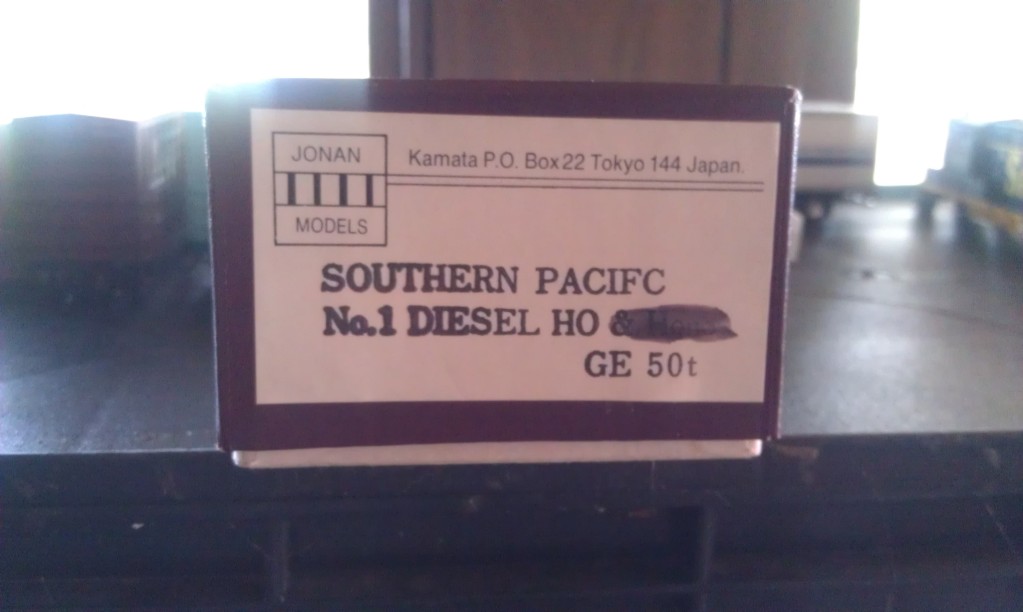 JONAN
MODELS
Kamata P.O. Box 22 Tokyo 144 Japan.
SOUTHERN PACIFC
No.1 DIESEL HO &
GE 50t